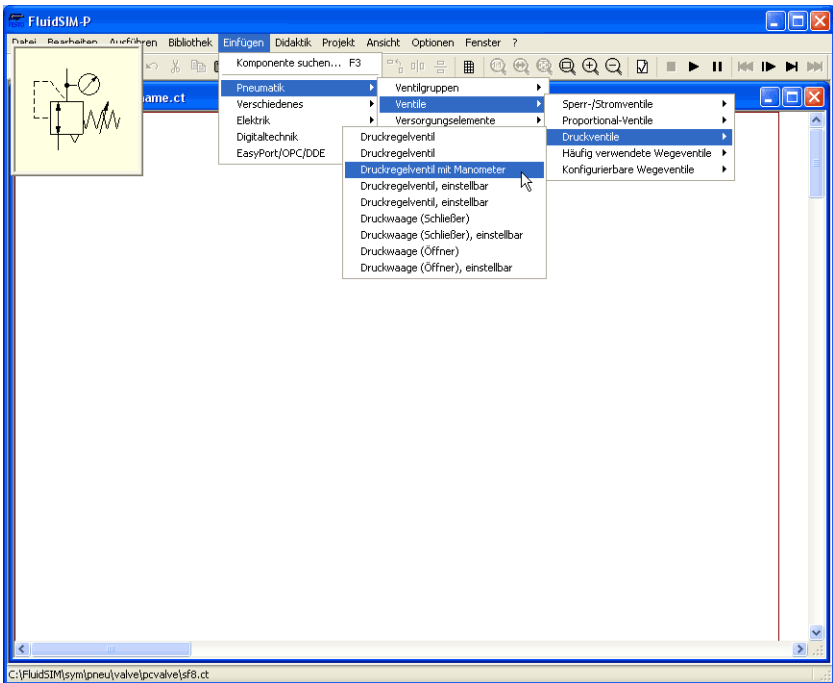 FluidSIM-P
Datei Bearbeiten Ausführen Bibliothek Einfügen Didaktik Projekt Ansicht Optionen Fenster ?
Komponente suchen... F3
Pneumatik
Verschiedenes
Elektrik
Digitaltechnik
EasyPort/OPC/DDE
Ventilgruppen
Ventile
Versorgungselemente
Sperr-/Stromventile
Proportional-Ventile
Druckventile
Häufig verwendete Wegeventile
Konfigurierbare Wegeventile
Druckregelventil
Druckregelventil
Druckregelventil mit Manometer
Druckregelventil, einstellbar
Druckregelventil, einstellbar
Druckwaage (Schließer)
Druckwaage (Schließer), einstellbar
Druckwaage (Öffner)
Druckwaage (Öffner), einstellbar
name.ct
C:\FluidSIM\sym\pneu\valve\pcvalve\sf8.ct